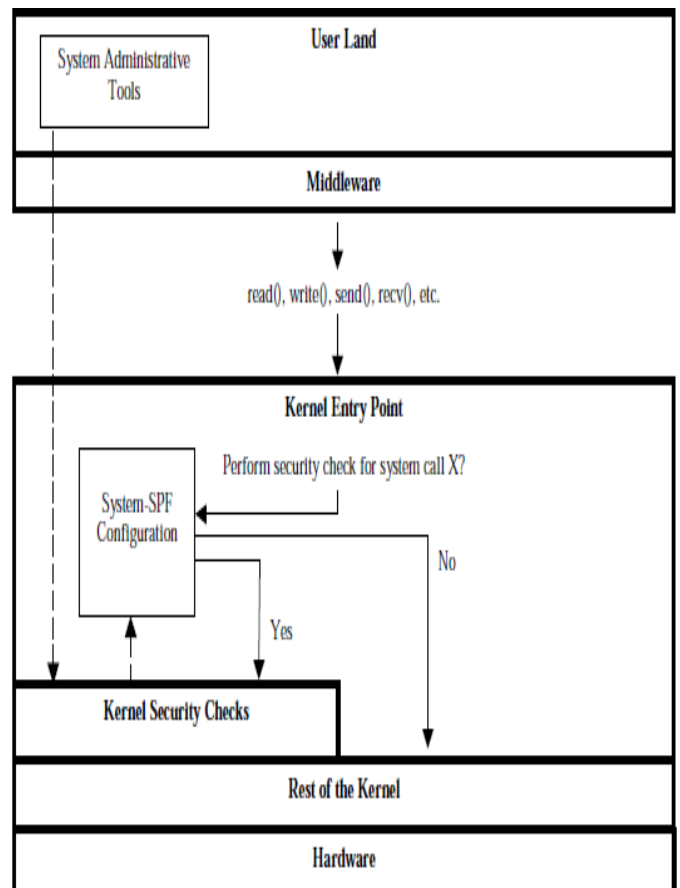 User Land
System Administrative
Tools
Middleware
read(), write(), send(), recv(), etc.
Kernel Entry Point
Perform security check for system call X?
System-SPF
Configuration
No
Yes
Kernel Security Checks
Rest of the Kernel
Hardware